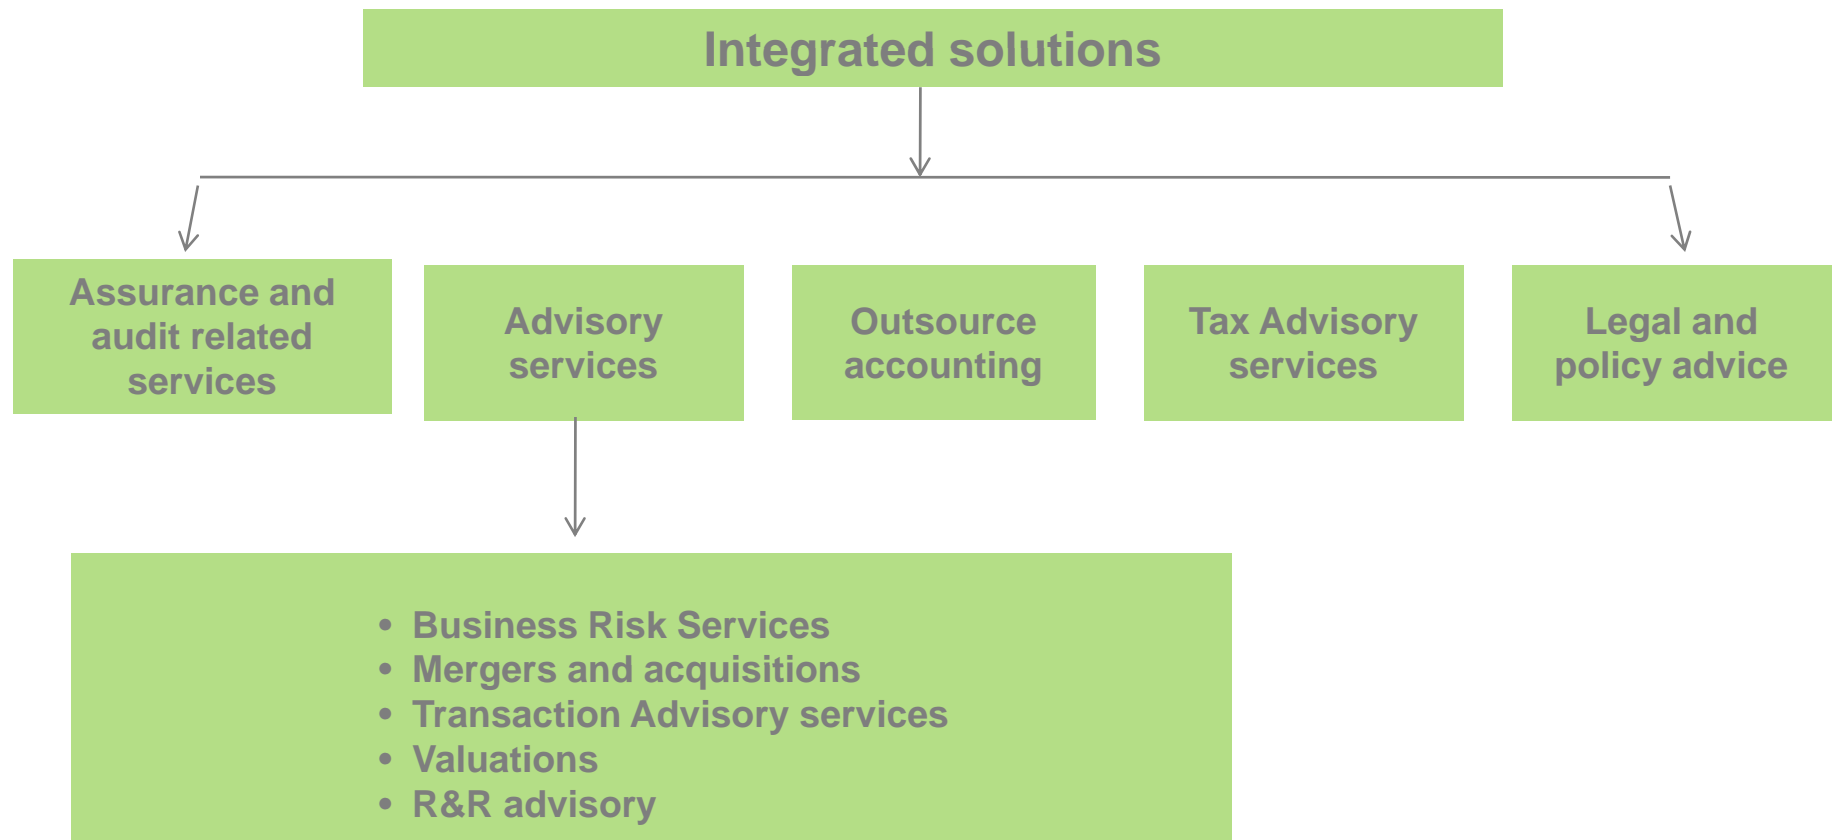 Integrated solutions
Assurance and
audit related
services
Advisory
services
Outsource
accounting
Tax Advisory
services
Legal and
policy advice
• Business Risk Services
• Mergers and acquisitions
• Transaction Advisory services
• Valuations
• R&R advisory